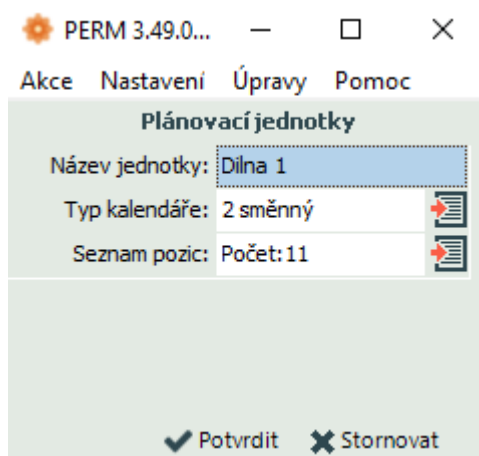 PERM 3.49.0...
Akce Nastavení Úpravy Pomoc
Plánovací jednotky
Název jednotky: Dilna 1
Typ kalendáře: 2 směnný
Seznam pozic: Počet:11
Potvrdit Stornovat